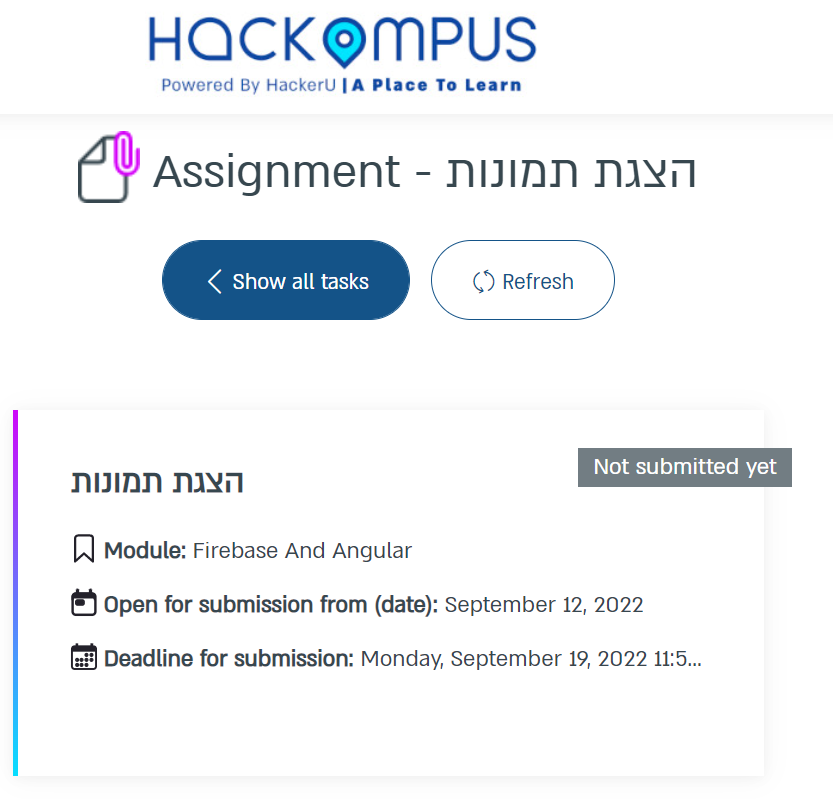 HACKOMPUS
Powered By HackerU | A Place To Learn
Assignment - הצגת תמונות
Show all tasks
Refresh
Not submitted yet
הצגת תמונות
Module: Firebase And Angular
Open for submission from (date): September 12, 2022
Deadline for submission: Monday, September 19, 2022 11:5...